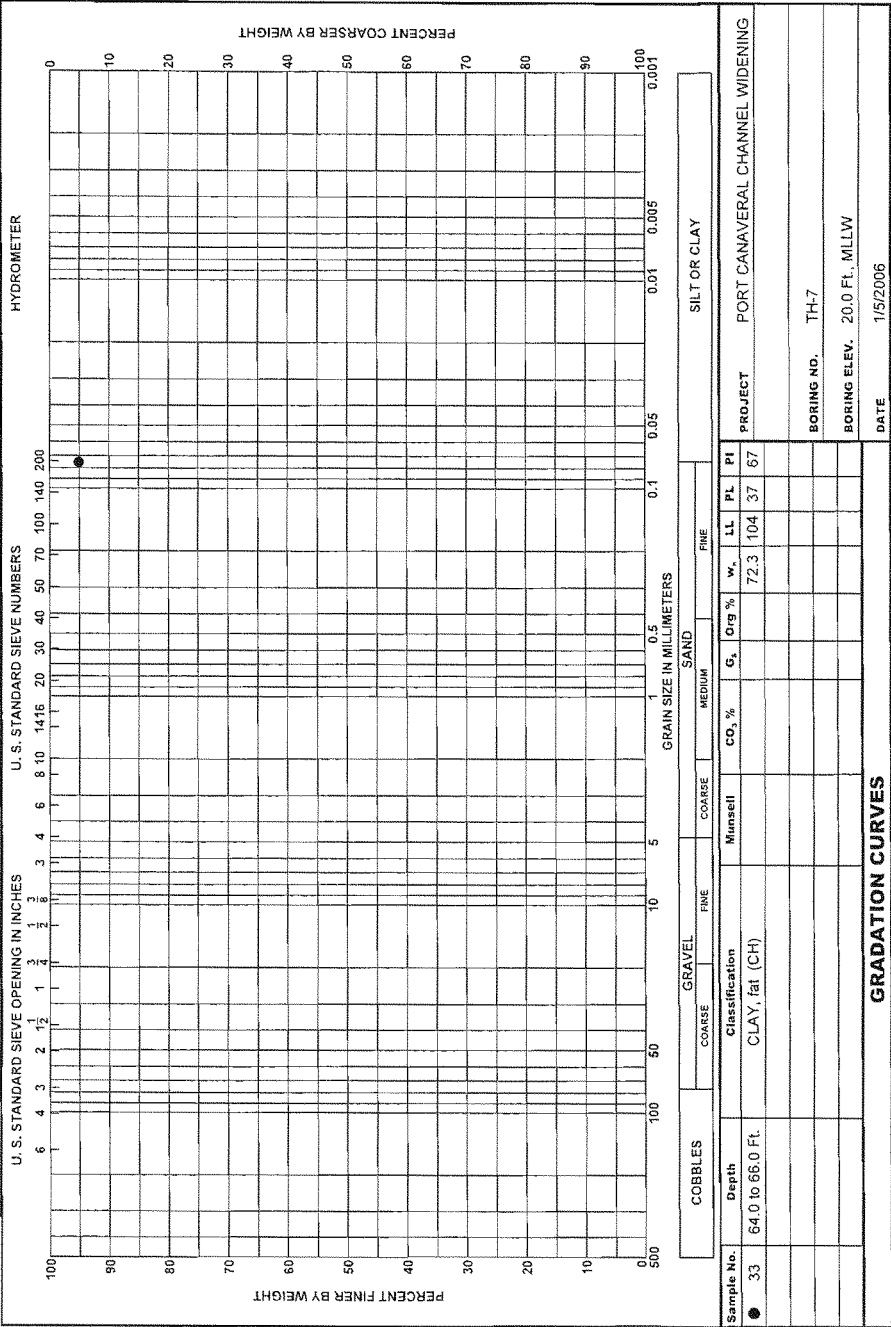 U. S. STANDARD SIEVE OPENING IN INCHES U. S. STANDARD SIEVE NUMBERS HYDROMETER
6 4 3 2 1 1/2 1 3/4 1/2 3/8 3 4 6 8 10 14 16 20 30 40 50 70 100 140 200
PERCENT FINER BY WEIGHT
100
90
80
70
60
50
40
30
20
10
0
PERCENT COARSER BY WEIGHT
0
10
20
30
40
50
60
70
80
90
100
500 100 50 10 5 1 0.5 0.1 0.05 0.01 0.005 0.001
GRAIN SIZE IN MILLIMETERS
COBBLES GRAVEL SAND SILT OR CLAY
COARSE FINE COARSE MEDIUM FINE
Sample No. Depth Classification Munsell CO₃ % Gₛ Org % wₙ LL PL PI
● 33 64.0 to 66.0 Ft. CLAY, fat (CH) 72.3 104 37 67
PROJECT PORT CANAVERAL CHANNEL WIDENING
BORING NO. TH-7
BORING ELEV. 20.0 Ft., MLLW
DATE 1/5/2006
GRADATION CURVES